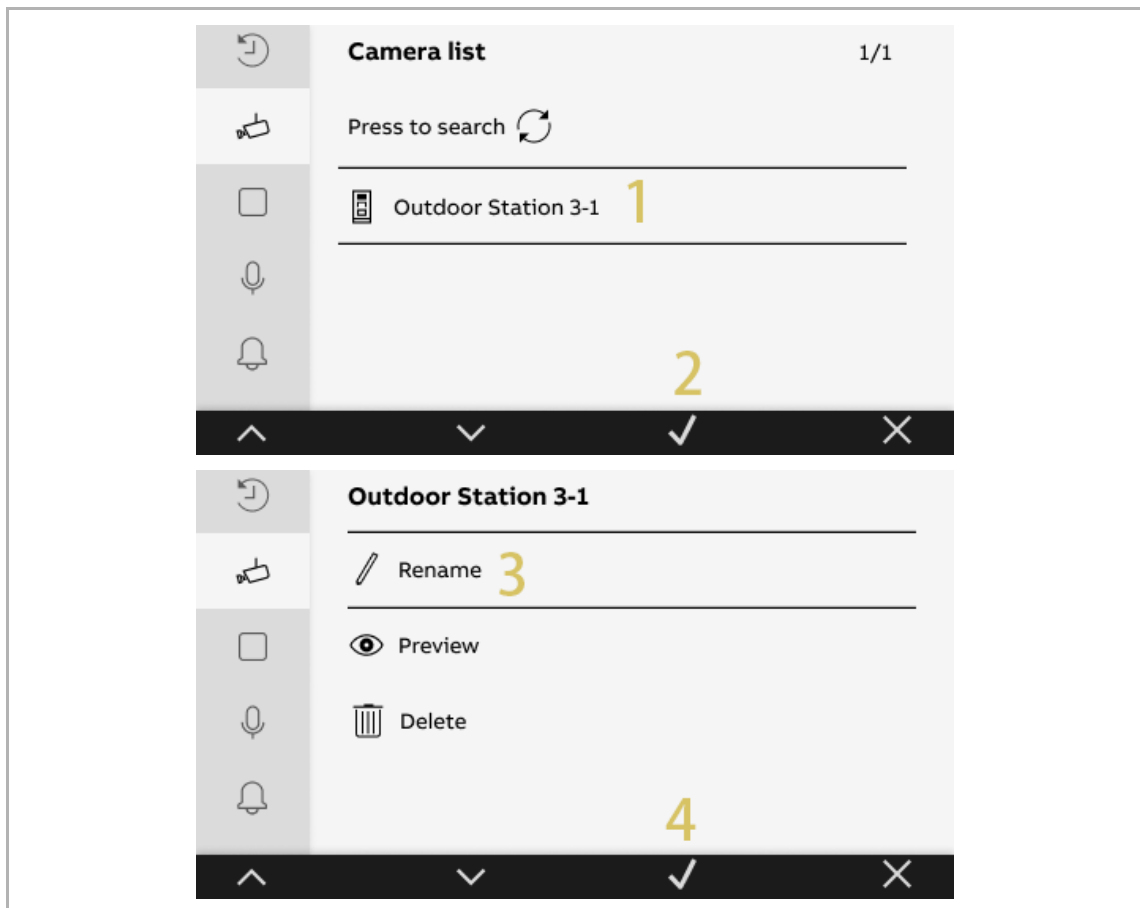 Camera list 1/1
Press to search
Outdoor Station 3-1 1
2
Outdoor Station 3-1
Rename 3
Preview
Delete
4